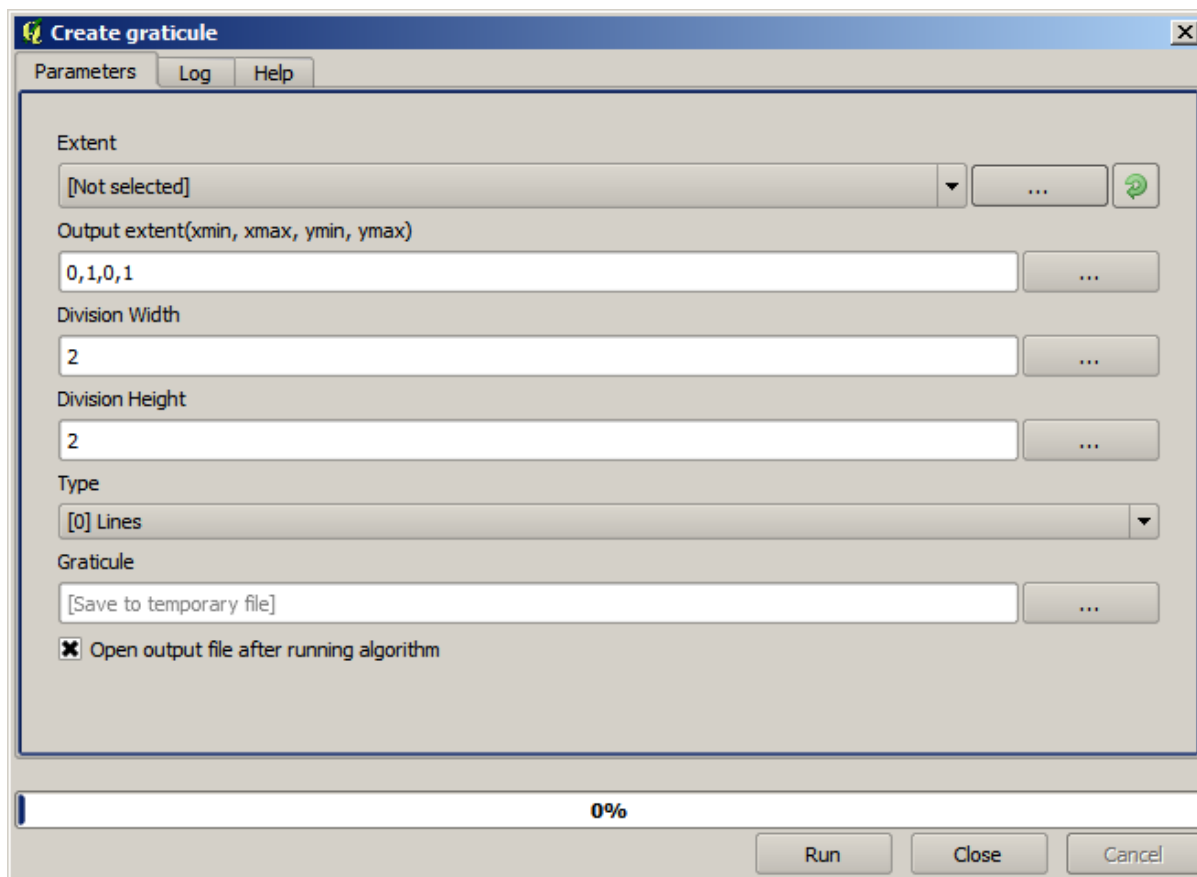 Create graticule
Parameters Log Help
Extent
[Not selected] ...
Output extent(xmin, xmax, ymin, ymax)
0,1,0,1 ...
Division Width
2 ...
Division Height
2 ...
Type
[0] Lines
Graticule
[Save to temporary file] ...
Open output file after running algorithm
0%
Run Close Cancel